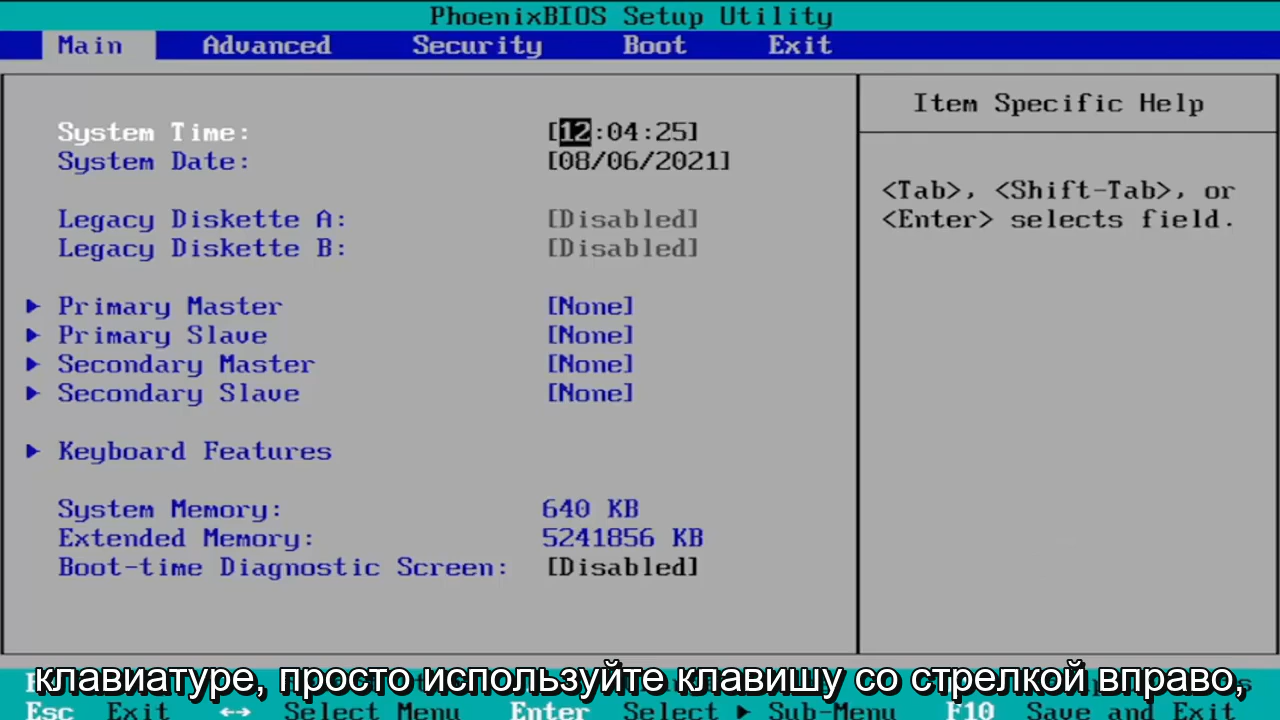 PhoenixBIOS Setup Utility
Main Advanced Security Boot Exit
Item Specific Help
System Time: [12:04:25]
System Date: [08/06/2021]
<Tab>, <Shift-Tab>, or
<Enter> selects field.
Legacy Diskette A: [Disabled]
Legacy Diskette B: [Disabled]
Primary Master [None]
Primary Slave [None]
Secondary Master [None]
Secondary Slave [None]
Keyboard Features
System Memory: 640 KB
Extended Memory: 5241856 KB
Boot-time Diagnostic Screen: [Disabled]
клавиатуре, просто используйте клавишу со стрелкой вправо,
Esc Exit ↔ Select Menu Enter Select ▶ Sub-Menu F10 Save and Exit